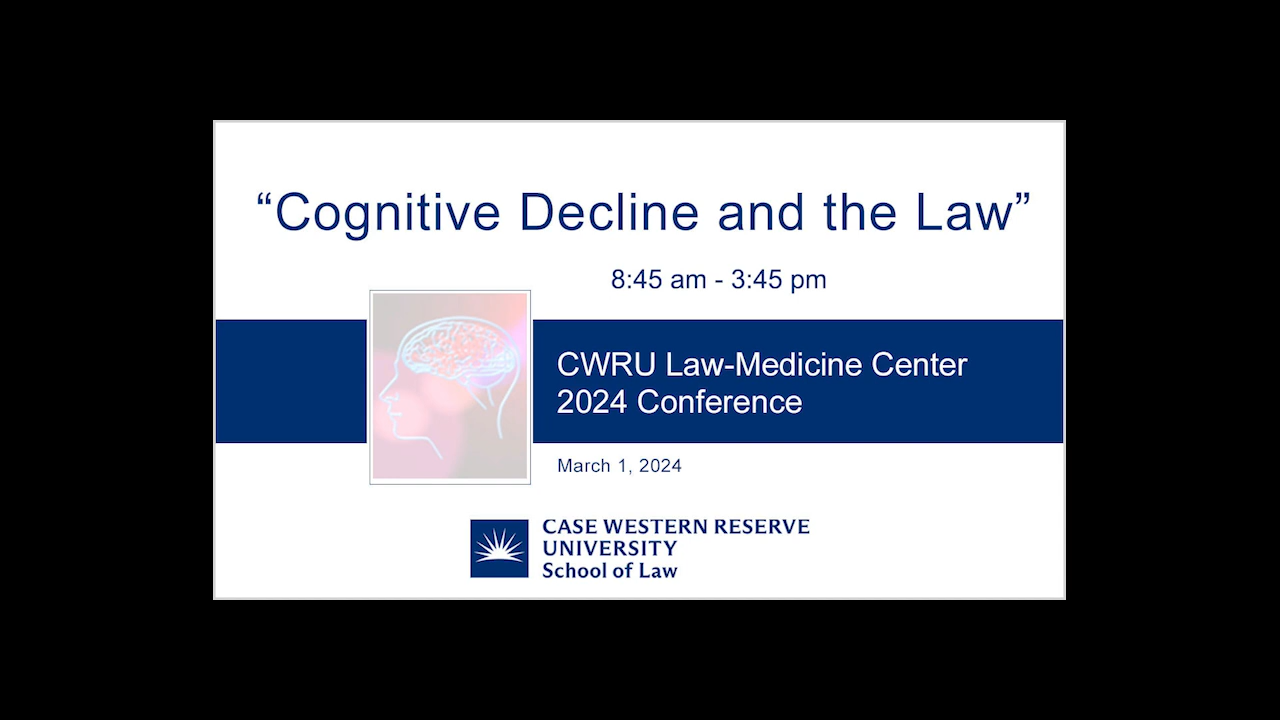 “Cognitive Decline and the Law”
8:45 am - 3:45 pm
CWRU Law-Medicine Center
2024 Conference
March 1, 2024
CASE WESTERN RESERVE
UNIVERSITY
School of Law